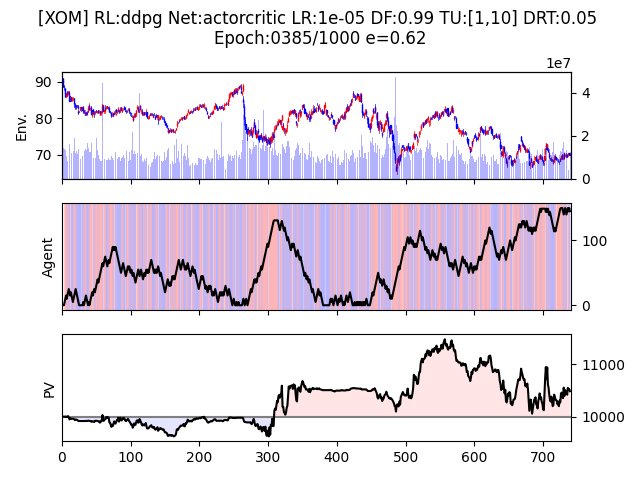 [XOM] RL:ddpg Net:actorcritic LR:1e-05 DF:0.99 TU:[1,10] DRT:0.05
Epoch:0385/1000 e=0.62
1e7
90
80
70
Env.
4
2
0
Agent
100
0
PV
11000
10000
0 100 200 300 400 500 600 700